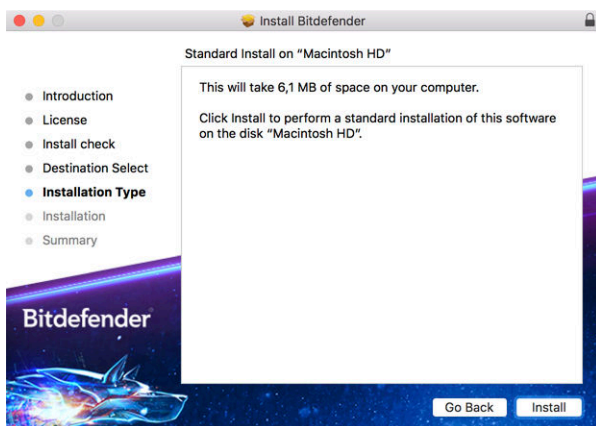 Install Bitdefender
Standard Install on “Macintosh HD”
Introduction
License
Install check
Destination Select
Installation Type
Installation
Summary
This will take 6,1 MB of space on your computer.
Click Install to perform a standard installation of this software
on the disk “Macintosh HD”.
Bitdefender
Go Back
Install